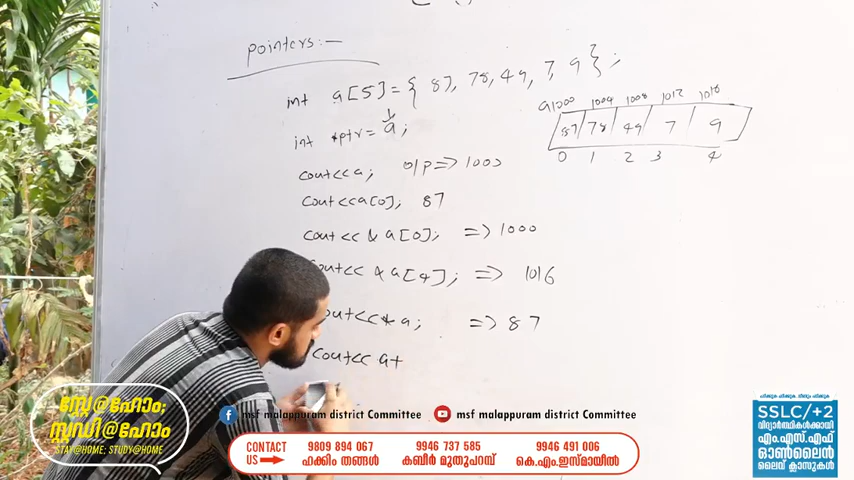 pointers:-
int a[5] = { 87, 78, 49, 7, 9 };
int *ptr = a;
cout<<a; o/p => 1000
cout<<a[0]; 87
cout<< & a[0]; => 1000
cout<< & a[4]; => 1016
out<<*a; => 87
cout<< a+
a 1000 1004 1008 1012 1016
87 78 49 7 9
0 1 2 3 4
സ്റ്റേ@ഹോം;
സ്റ്റഡി@ഹോം
STAY@HOME; STUDY@HOME
msf malappuram district Committee
msf malappuram district Committee
CONTACT US
9809 894 067
ഹക്കിം തങ്ങൾ
9946 737 585
കബീർ മുതുപറമ്പ്
9946 491 006
കെ.എം.ഇസ്മായീൽ
SSLC/+2
വിദ്യാർത്ഥികൾക്കായി
എം.എസ്.എഫ്
ഓൺലൈൻ
ലൈവ് ക്ലാസുകൾ